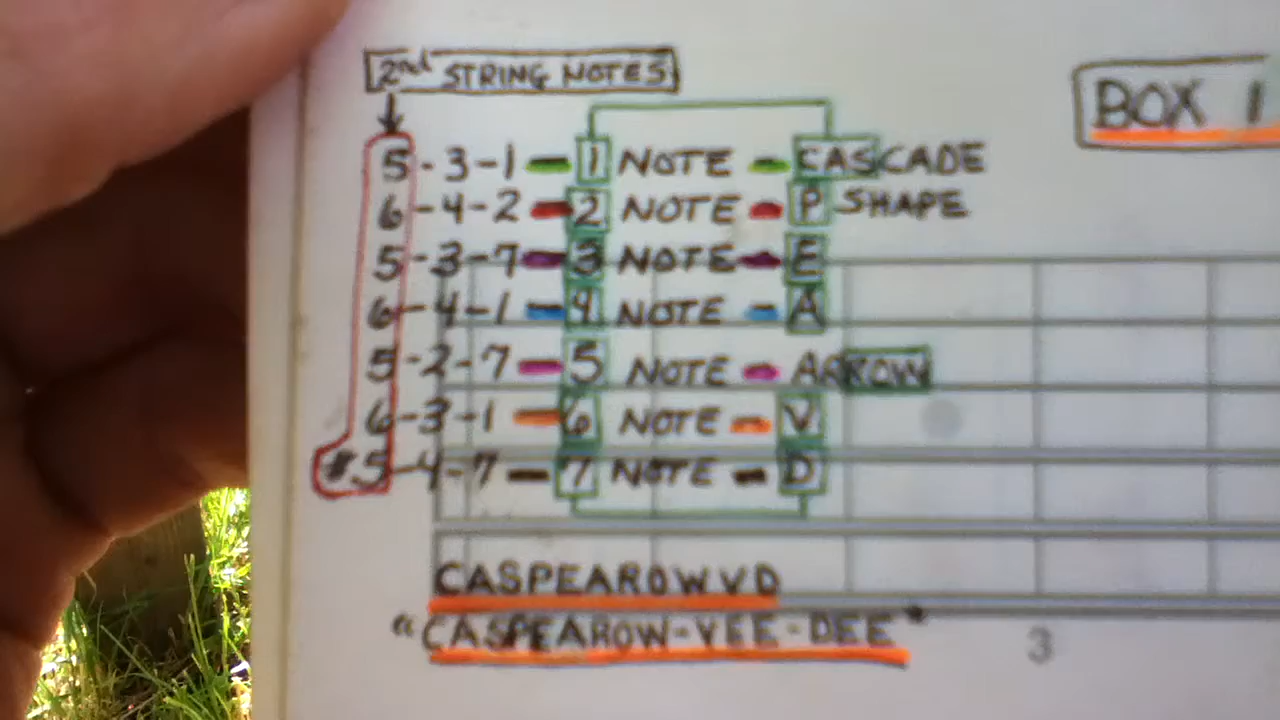 2nd STRING NOTES
BOX 1
5-3-1 - 1 NOTE - CASCADE
6-4-2 - 2 NOTE - P SHAPE
5-3-7 - 3 NOTE - E
6-4-1 - 4 NOTE - A
5-2-7 - 5 NOTE - ARROW
6-3-1 - 6 NOTE - V
#5-4-7 - 7 NOTE - D
CASPEAROWVD
"CASPEAROW-VEE-DEE"
3